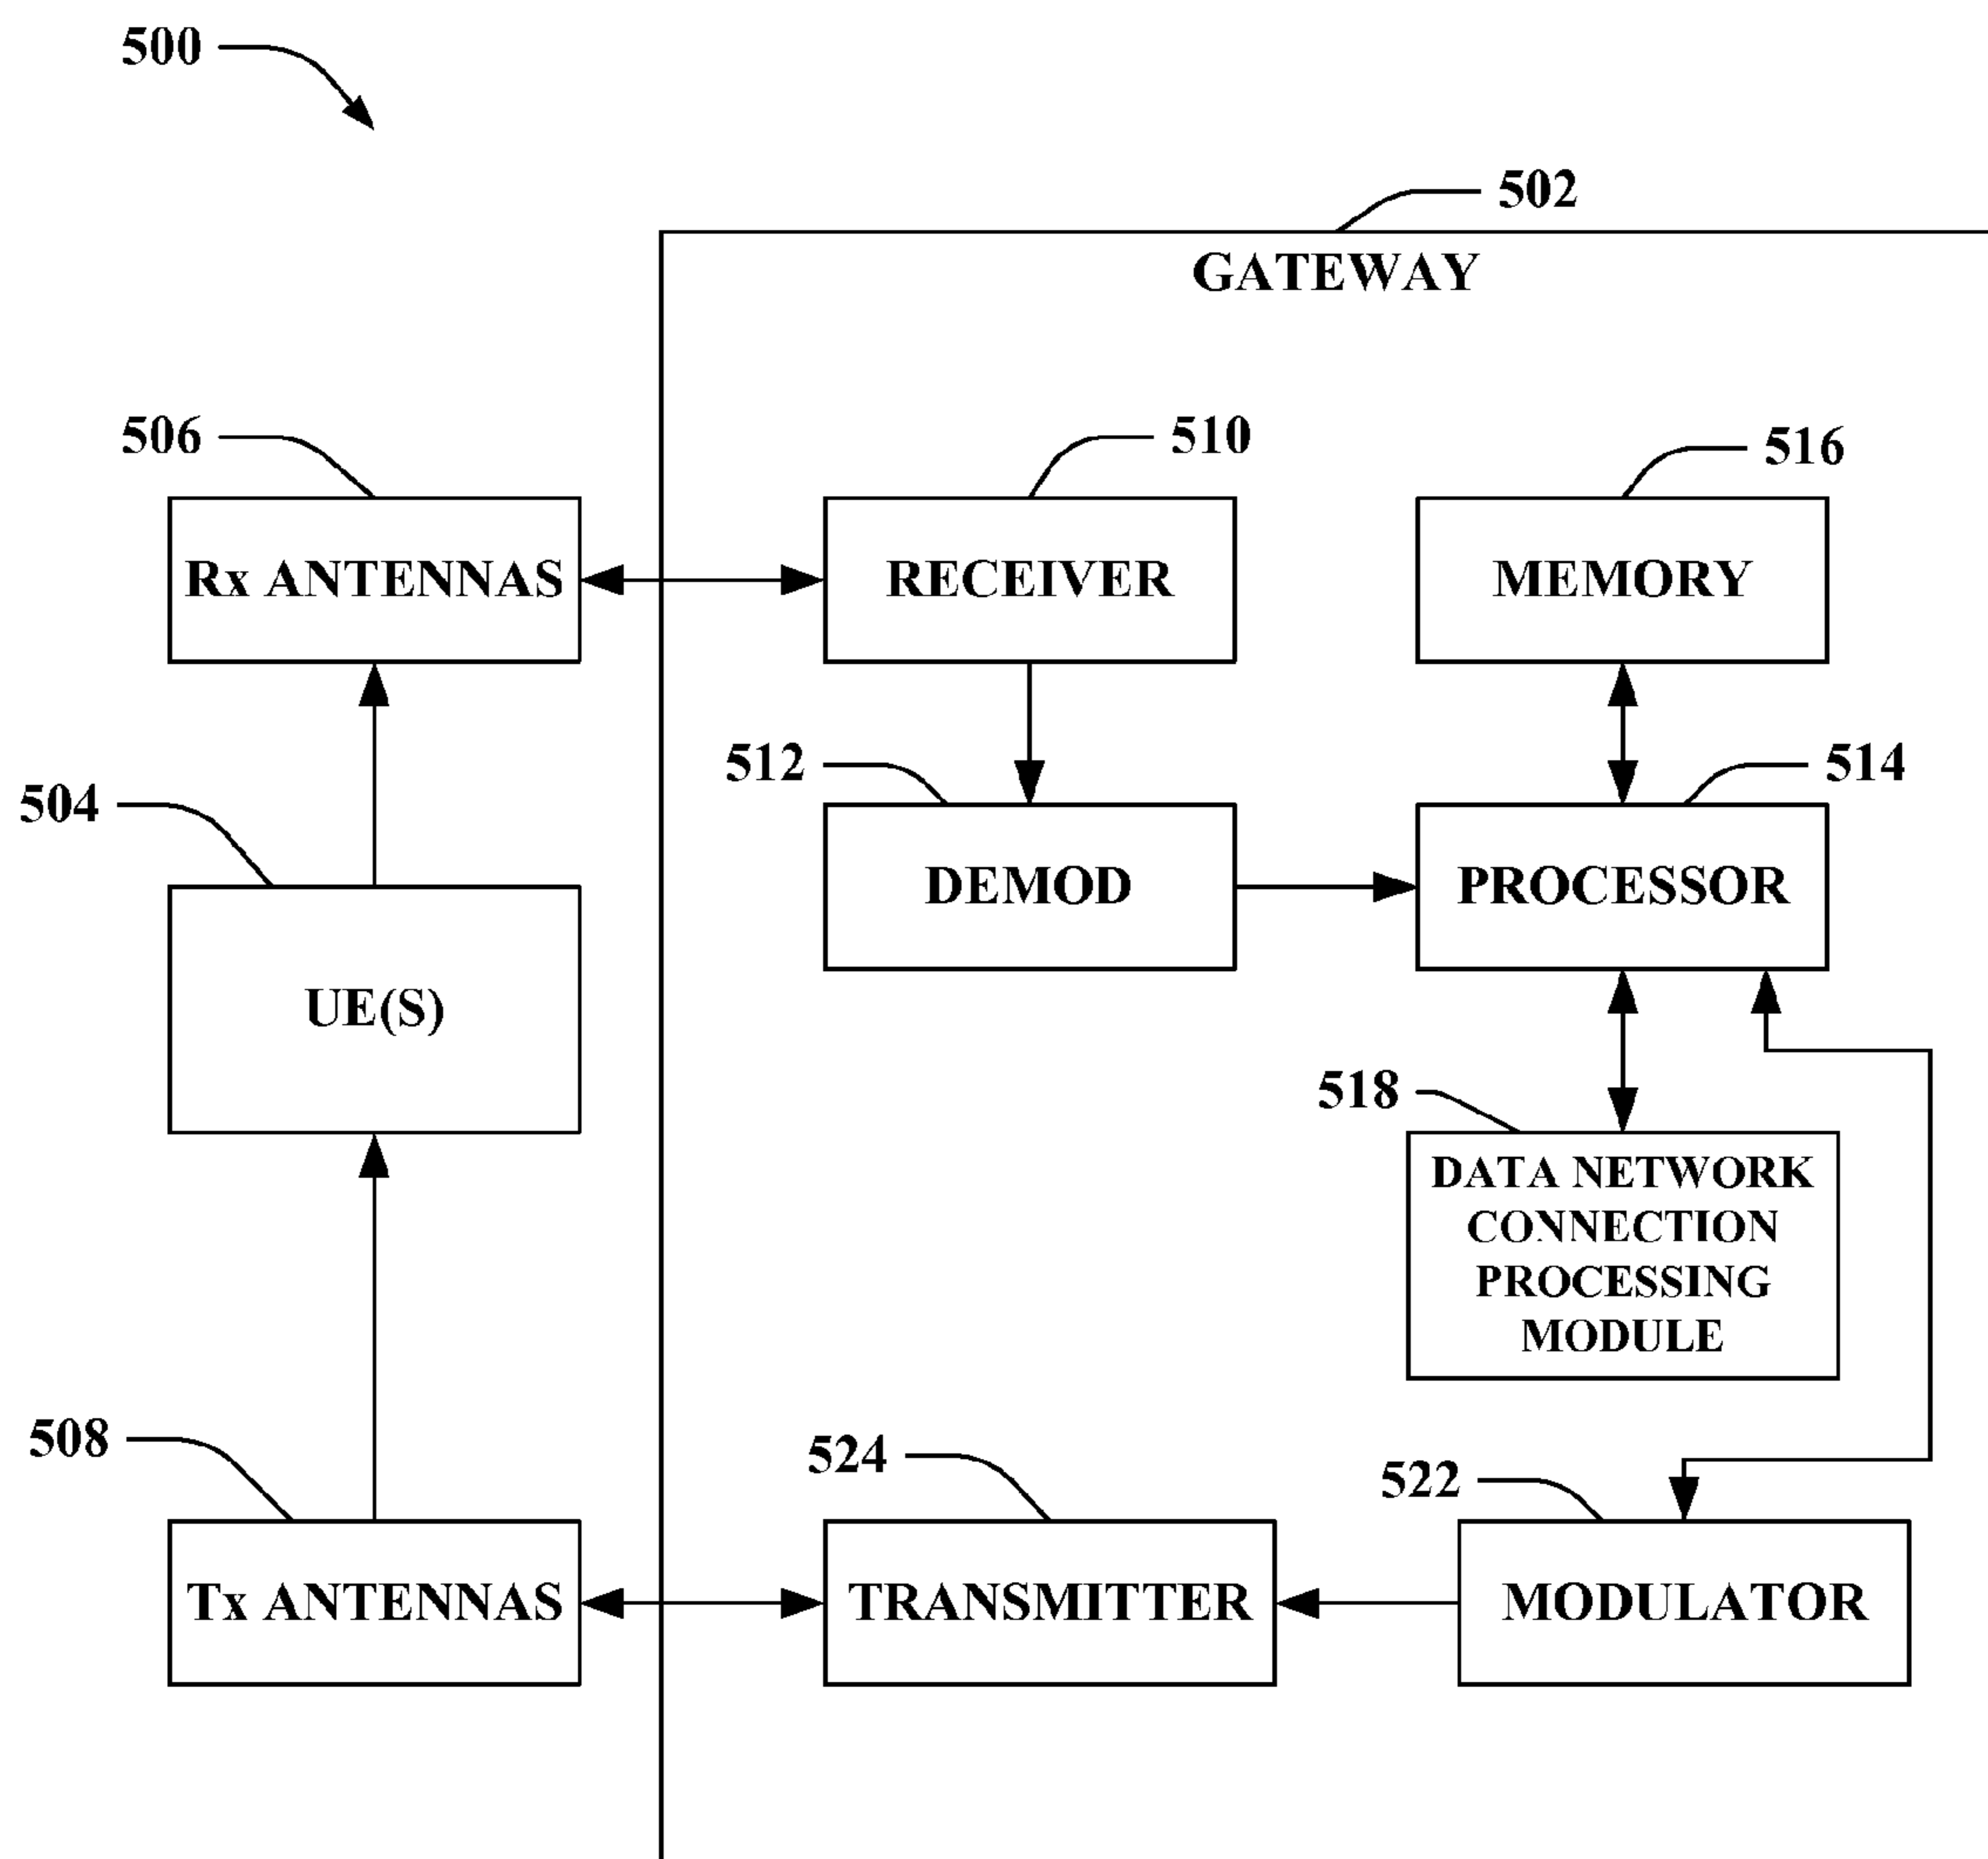 500
502
GATEWAY
506
510
516
Rx ANTENNAS
RECEIVER
MEMORY
512
514
504
DEMOD
PROCESSOR
UE(S)
518
DATA NETWORK
CONNECTION
PROCESSING
MODULE
508
524
522
Tx ANTENNAS
TRANSMITTER
MODULATOR